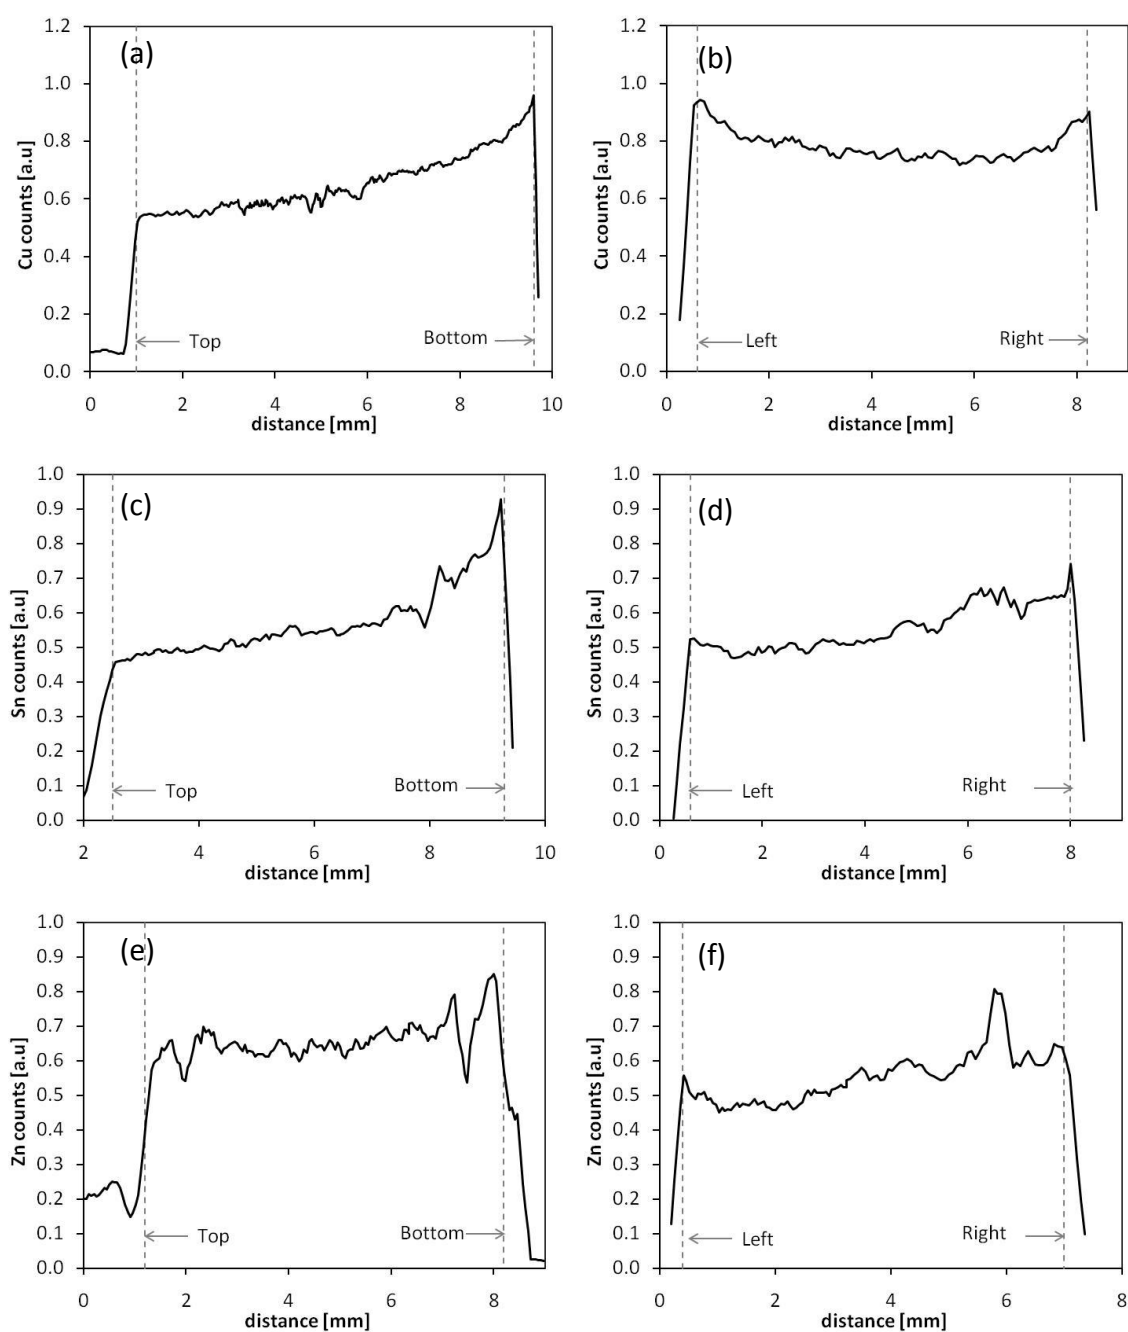 (a)
Cu counts [a.u]
1.2
1.0
0.8
0.6
0.4
0.2
0.0
Top
Bottom
0 2 4 6 8 10
distance [mm]
(b)
Cu counts [a.u]
1.2
1.0
0.8
0.6
0.4
0.2
0.0
Left
Right
0 2 4 6 8
distance [mm]
(c)
Sn counts [a.u]
1.0
0.9
0.8
0.7
0.6
0.5
0.4
0.3
0.2
0.1
0.0
Top
Bottom
2 4 6 8 10
distance [mm]
(d)
Sn counts [a.u]
1.0
0.9
0.8
0.7
0.6
0.5
0.4
0.3
0.2
0.1
0.0
Left
Right
0 2 4 6 8
distance [mm]
(e)
Zn counts [a.u]
1.0
0.9
0.8
0.7
0.6
0.5
0.4
0.3
0.2
0.1
0.0
Top
Bottom
0 2 4 6 8
distance [mm]
(f)
Zn counts [a.u]
1.0
0.9
0.8
0.7
0.6
0.5
0.4
0.3
0.2
0.1
0.0
Left
Right
0 2 4 6 8
distance [mm]